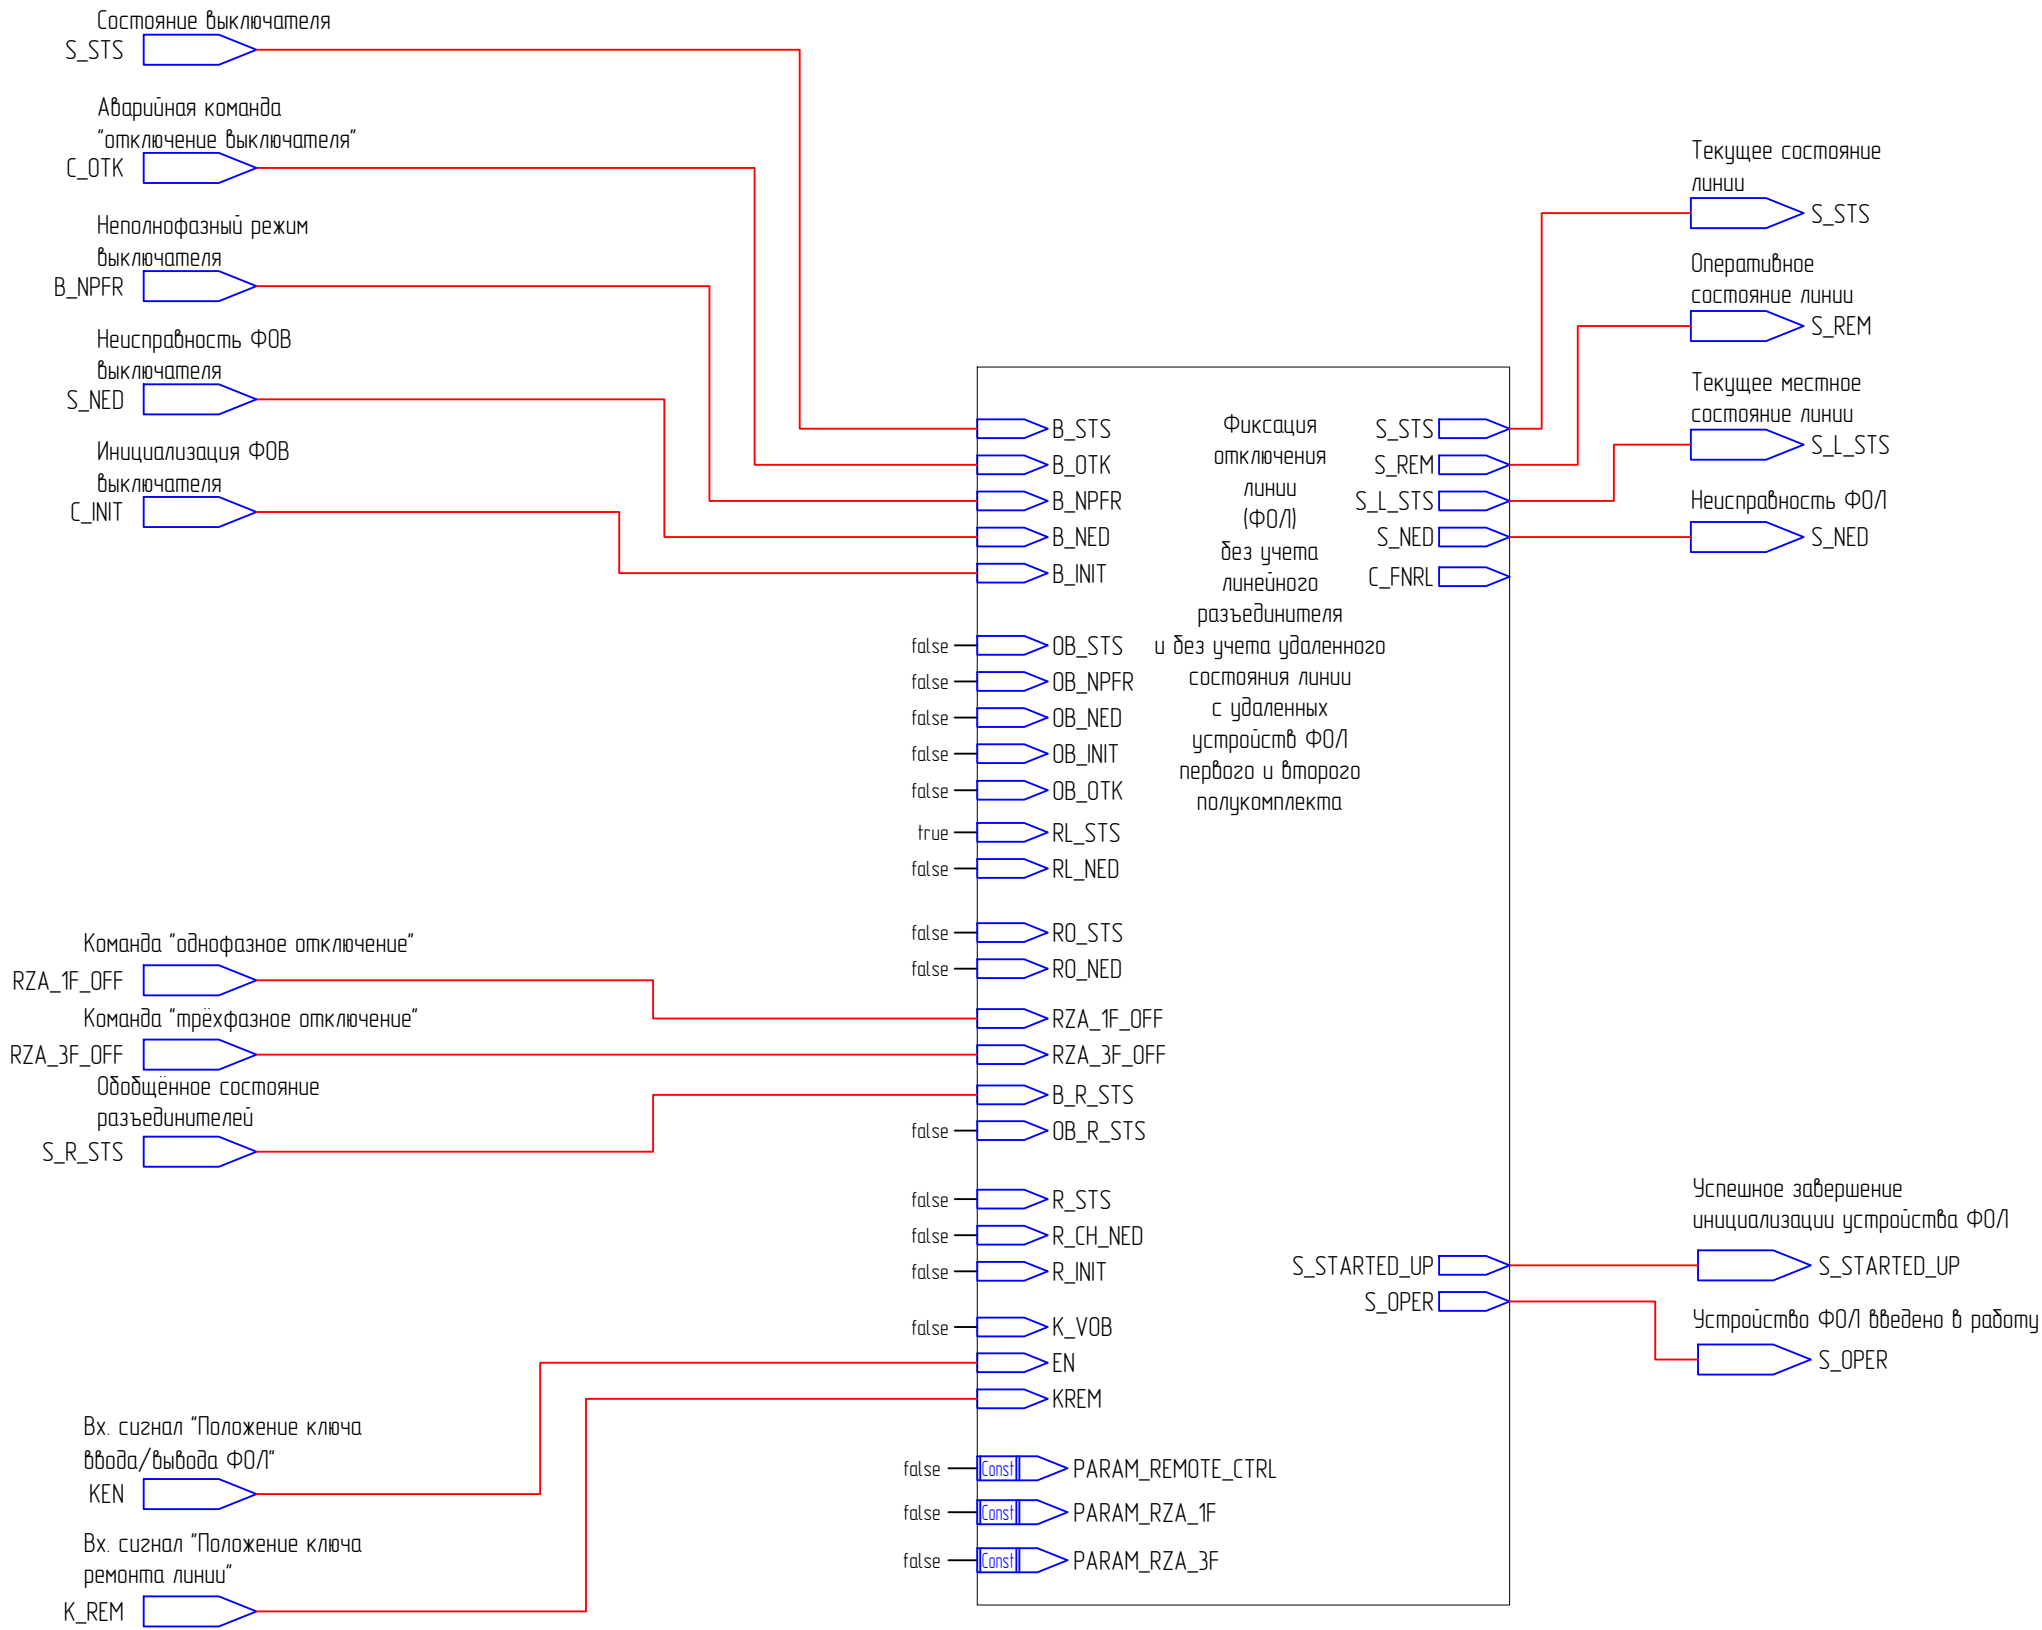 Состояние выключателя
S_STS
Аварийная команда
"отключение выключателя"
C_OTK
Неполнофазный режим
выключателя
B_NPFR
Неисправность ФОВ
выключателя
S_NED
Инициализация ФОВ
выключателя
C_INIT
Команда "однофазное отключение"
RZA_1F_OFF
Команда "трёхфазное отключение"
RZA_3F_OFF
Обобщённое состояние
разъединителей
S_R_STS
Вх. сигнал "Положение ключа
ввода/вывода ФОЛ"
KEN
Вх. сигнал "Положение ключа
ремонта линии"
K_REM
B_STS
B_OTK
B_NPFR
B_NED
B_INIT
false OB_STS
false OB_NPFR
false OB_NED
false OB_INIT
false OB_OTK
true RL_STS
false RL_NED
false RO_STS
false RO_NED
RZA_1F_OFF
RZA_3F_OFF
B_R_STS
false OB_R_STS
false R_STS
false R_CH_NED
false R_INIT
false K_VOB
EN
KREM
false Const PARAM_REMOTE_CTRL
false Const PARAM_RZA_1F
false Const PARAM_RZA_3F
Фиксация
отключения
линии
(ФОЛ)
без учета
линейного
разъединителя
и без учета удаленного
состояния линии
с удаленных
устройств ФОЛ
первого и второго
полукомплекта
S_STS
S_REM
S_L_STS
S_NED
C_FNRL
S_STARTED_UP
S_OPER
Текущее состояние
линии
S_STS
Оперативное
состояние линии
S_REM
Текущее местное
состояние линии
S_L_STS
Неисправность ФОЛ
S_NED
Успешное завершение
инициализации устройства ФОЛ
S_STARTED_UP
Устройство ФОЛ введено в работу
S_OPER